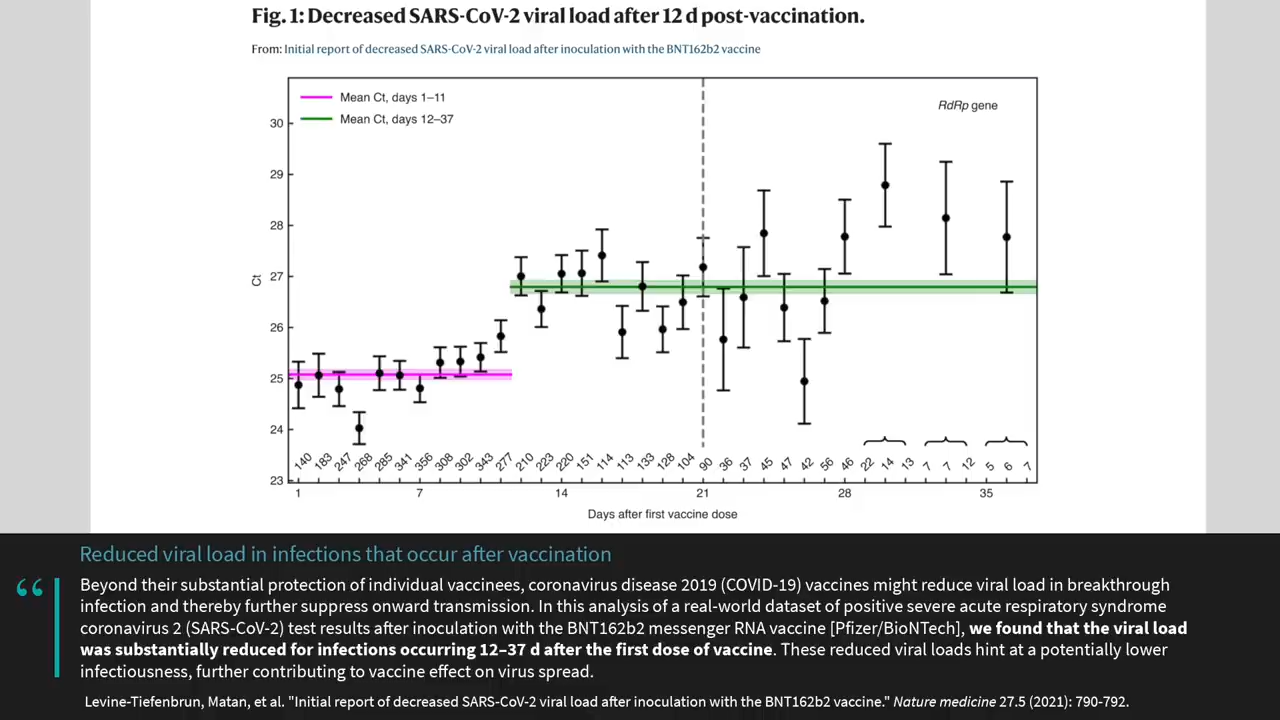 Fig. 1: Decreased SARS-CoV-2 viral load after 12 d post-vaccination.
From: Initial report of decreased SARS-CoV-2 viral load after inoculation with the BNT162b2 vaccine
Mean Ct, days 1–11
Mean Ct, days 12–37
RdRp gene
30
29
28
27
26
25
24
23
Ct
140 183 247 268 285 341 356 308 302 343 277 210 223 220 151 114 113 133 128 104 90 36 37 45 47 42 56 46 22 14 13 7 7 12 5 6 7
1 7 14 21 28 35
Days after first vaccine dose
Reduced viral load in infections that occur after vaccination
“ Beyond their substantial protection of individual vaccinees, coronavirus disease 2019 (COVID-19) vaccines might reduce viral load in breakthrough
infection and thereby further suppress onward transmission. In this analysis of a real-world dataset of positive severe acute respiratory syndrome
coronavirus 2 (SARS-CoV-2) test results after inoculation with the BNT162b2 messenger RNA vaccine [Pfizer/BioNTech], we found that the viral load
was substantially reduced for infections occurring 12–37 d after the first dose of vaccine. These reduced viral loads hint at a potentially lower
infectiousness, further contributing to vaccine effect on virus spread.
Levine-Tiefenbrun, Matan, et al. "Initial report of decreased SARS-CoV-2 viral load after inoculation with the BNT162b2 vaccine." Nature medicine 27.5 (2021): 790-792.